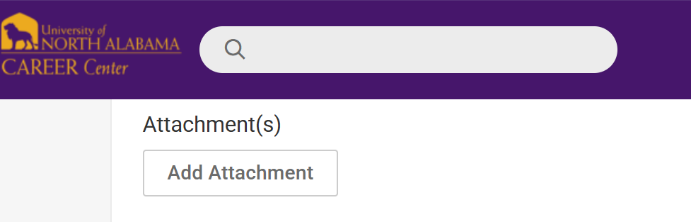 University of
NORTH ALABAMA
CAREER Center
Attachment(s)
Add Attachment